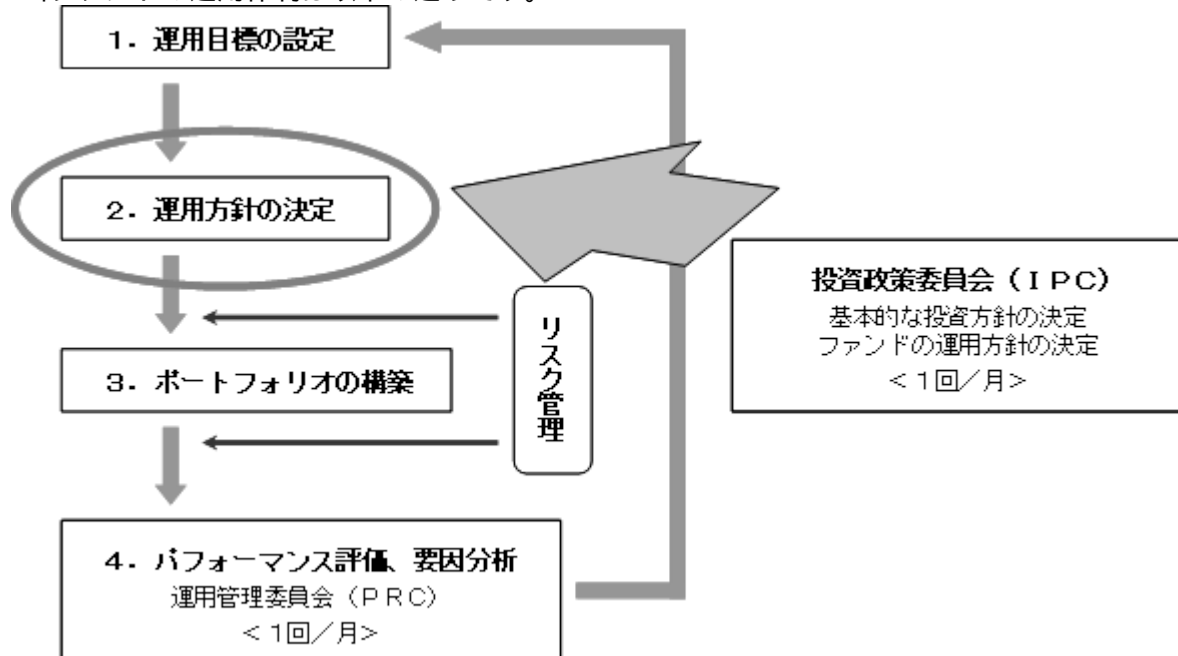 1．運用目標の設定
2．運用方針の決定
投資政策委員会（ＩＰＣ）
基本的な投資方針の決定
ファンドの運用方針の決定
＜１回／月＞
リスク管理
3．ポートフォリオの構築
4．パフォーマンス評価、要因分析
運用管理委員会（ＰＲＣ）
＜１回／月＞